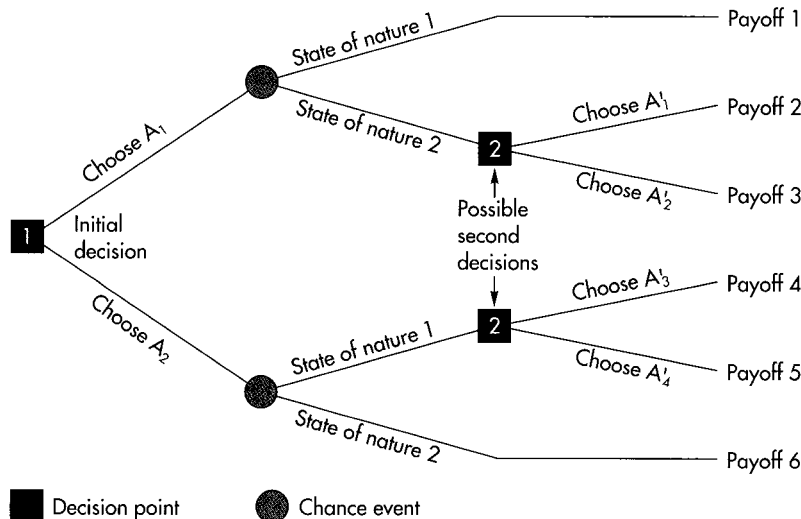 State of nature 1
Payoff 1
Choose A₁
State of nature 2
2
Choose A'₁
Payoff 2
Choose A'₂
Payoff 3
1
Initial
decision
Possible
second
decisions
Choose A₂
State of nature 1
2
Choose A'₃
Payoff 4
Choose A'₄
Payoff 5
State of nature 2
Payoff 6
Decision point
Chance event